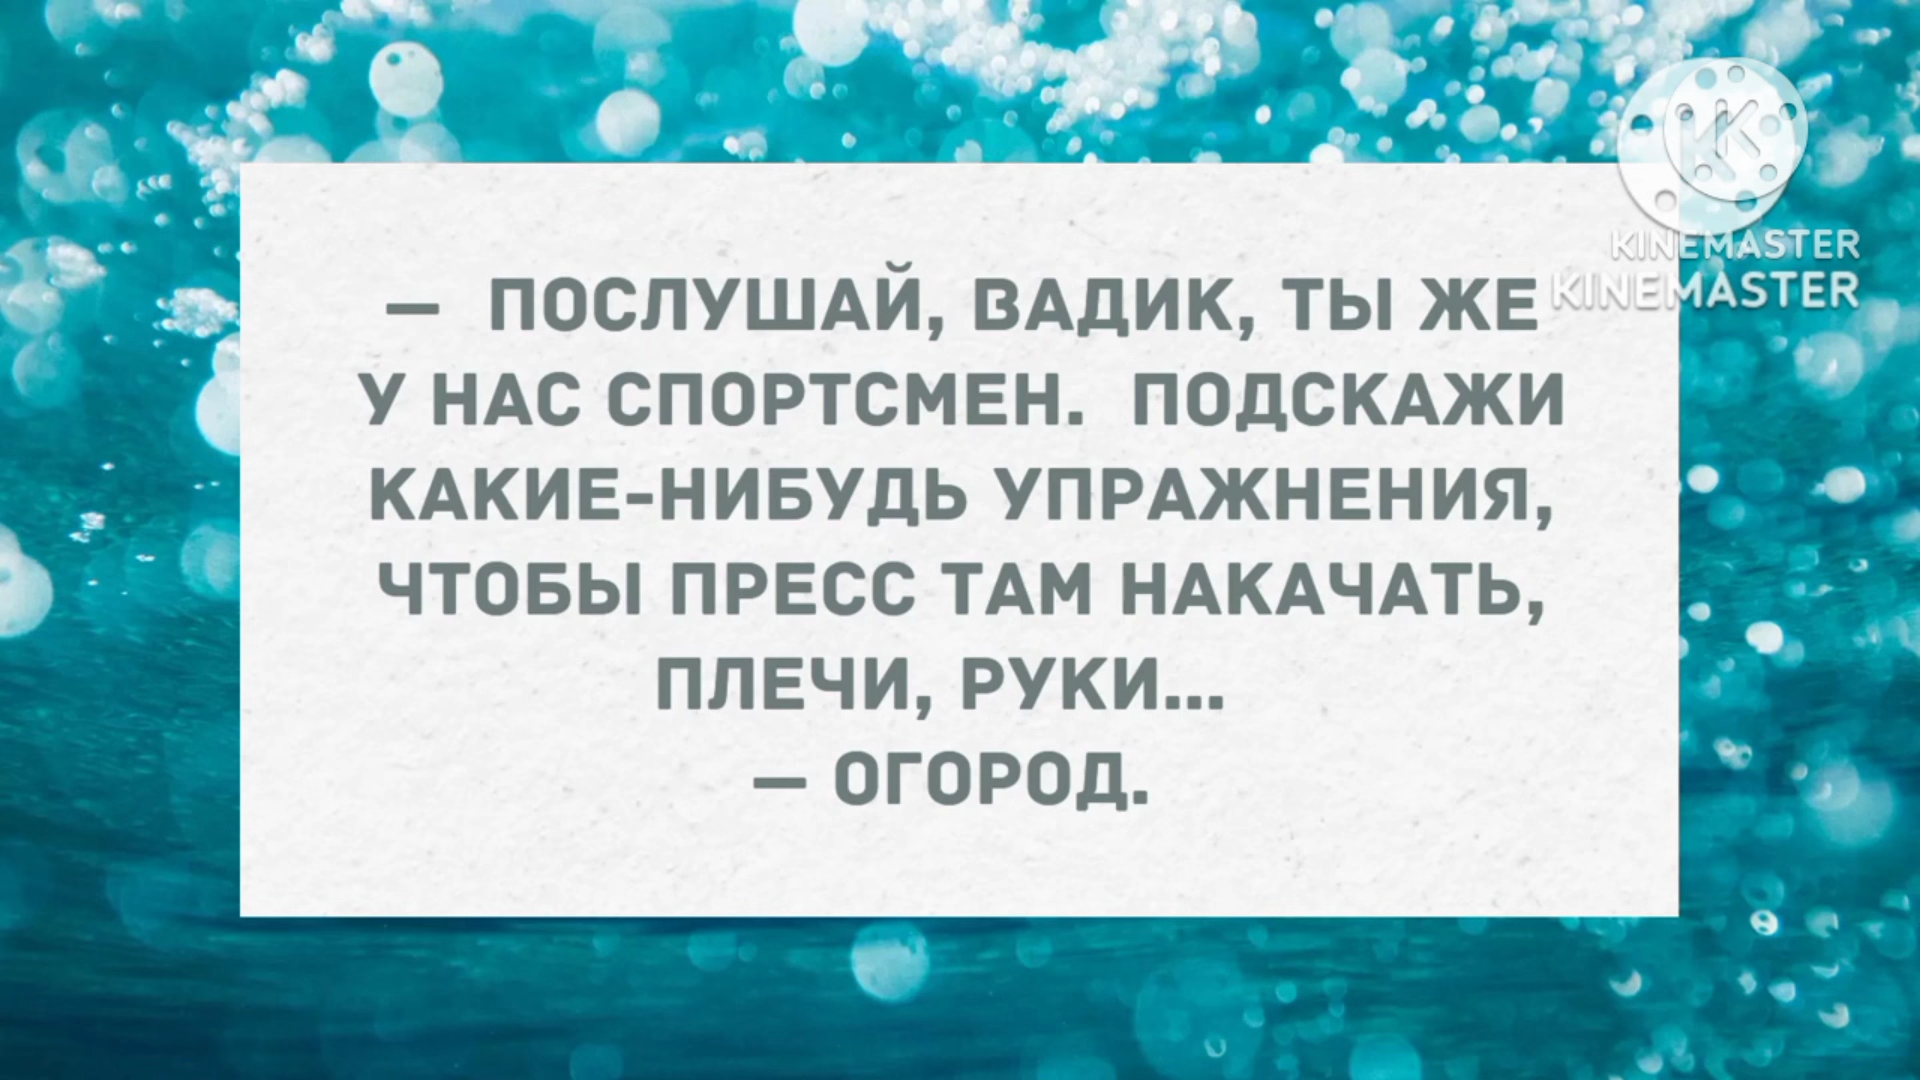 — ПОСЛУШАЙ, ВАДИК, ТЫ ЖЕ
У НАС СПОРТСМЕН. ПОДСКАЖИ
КАКИЕ-НИБУДЬ УПРАЖНЕНИЯ,
ЧТОБЫ ПРЕСС ТАМ НАКАЧАТЬ,
ПЛЕЧИ, РУКИ...
— ОГОРОД.
KINEMASTER
KINEMASTER